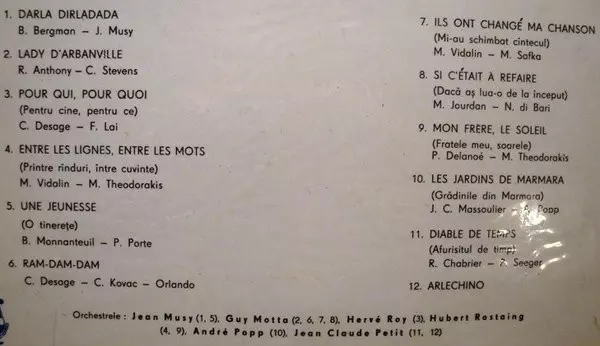 1. DARLA DIRLADADA
B. Bergman – J. Musy
2. LADY D'ARBANVILLE
R. Anthony – C. Stevens
3. POUR QUI, POUR QUOI
(Pentru cine, pentru ce)
C. Desage – F. Lai
4. ENTRE LES LIGNES, ENTRE LES MOTS
(Printre rînduri, între cuvinte)
M. Vidalin – M. Theodorakis
5. UNE JEUNESSE
(O tinerețe)
B. Monnanteuil – P. Porte
6. RAM-DAM-DAM
C. Desage – C. Kovac – Orlando
7. ILS ONT CHANGÉ MA CHANSON
(Mi-au schimbat cîntecul)
M. Vidalin – M. Safka
8. SI C'ÉTAIT À REFAIRE
(Dacă aș lua-o de la început)
M. Jourdan – N. di Bari
9. MON FRÈRE, LE SOLEIL
(Fratele meu, soarele)
P. Delanoë – M. Theodorakis
10. LES JARDINS DE MARMARA
(Grădinile din Marmara)
J. C. Massoulier – A. Popp
11. DIABLE DE TEMPS
(Afurisitul de timp)
R. Chabrier – P. Seeger
12. ARLECHINO
Orchestrele : Jean Musy (1, 5), Guy Motta (2, 6, 7, 8), Hervé Roy (3), Hubert Rostaing
(4, 9), André Popp (10), Jean Claude Petit (11, 12)